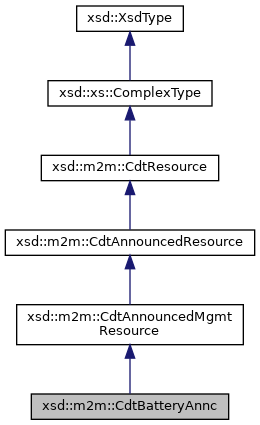 xsd::XsdType
xsd::xs::ComplexType
xsd::m2m::CdtResource
xsd::m2m::CdtAnnouncedResource
xsd::m2m::CdtAnnouncedMgmt
Resource
xsd::m2m::CdtBatteryAnnc